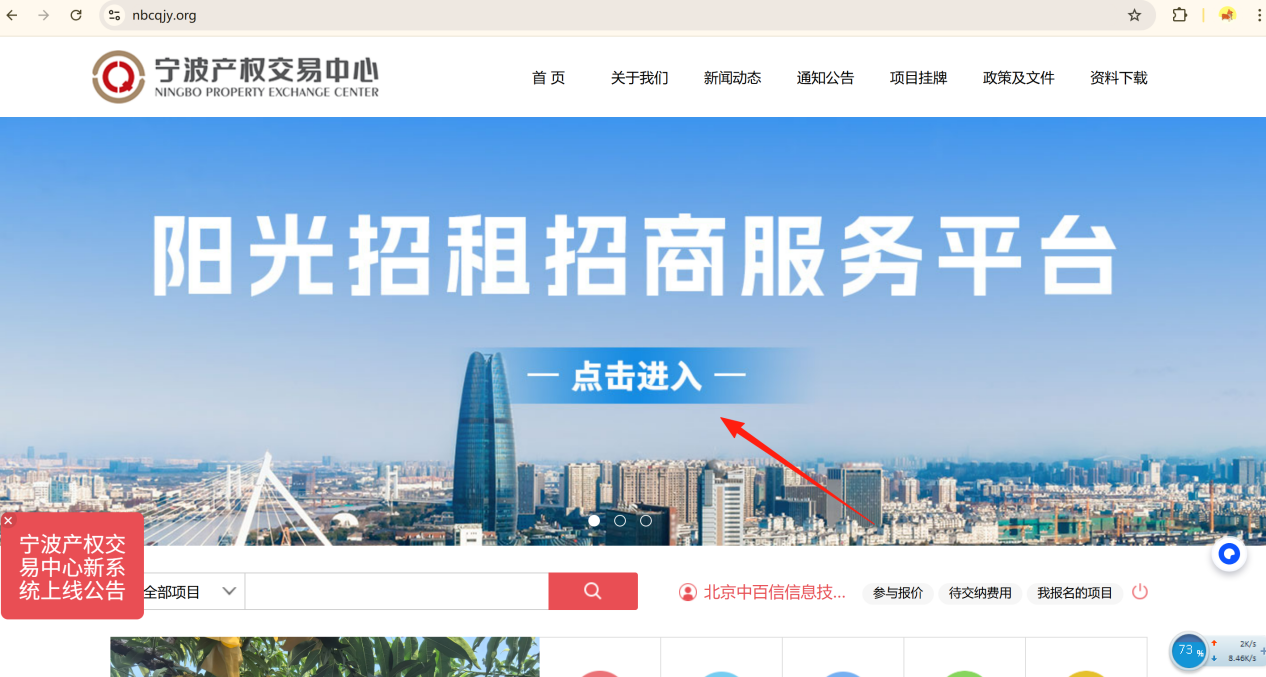 nbcqjy.org
宁波产权交易中心
NINGBO PROPERTY EXCHANGE CENTER
首 页 关于我们 新闻动态 通知公告 项目挂牌 政策及文件 资料下载
阳光招租招商服务平台
点击进入
宁波产权交
易中心新系
统上线公告
全部项目
北京中百信信息技... 参与报价 待交纳费用 我报名的项目
73 %
2K/s
8.46K/s